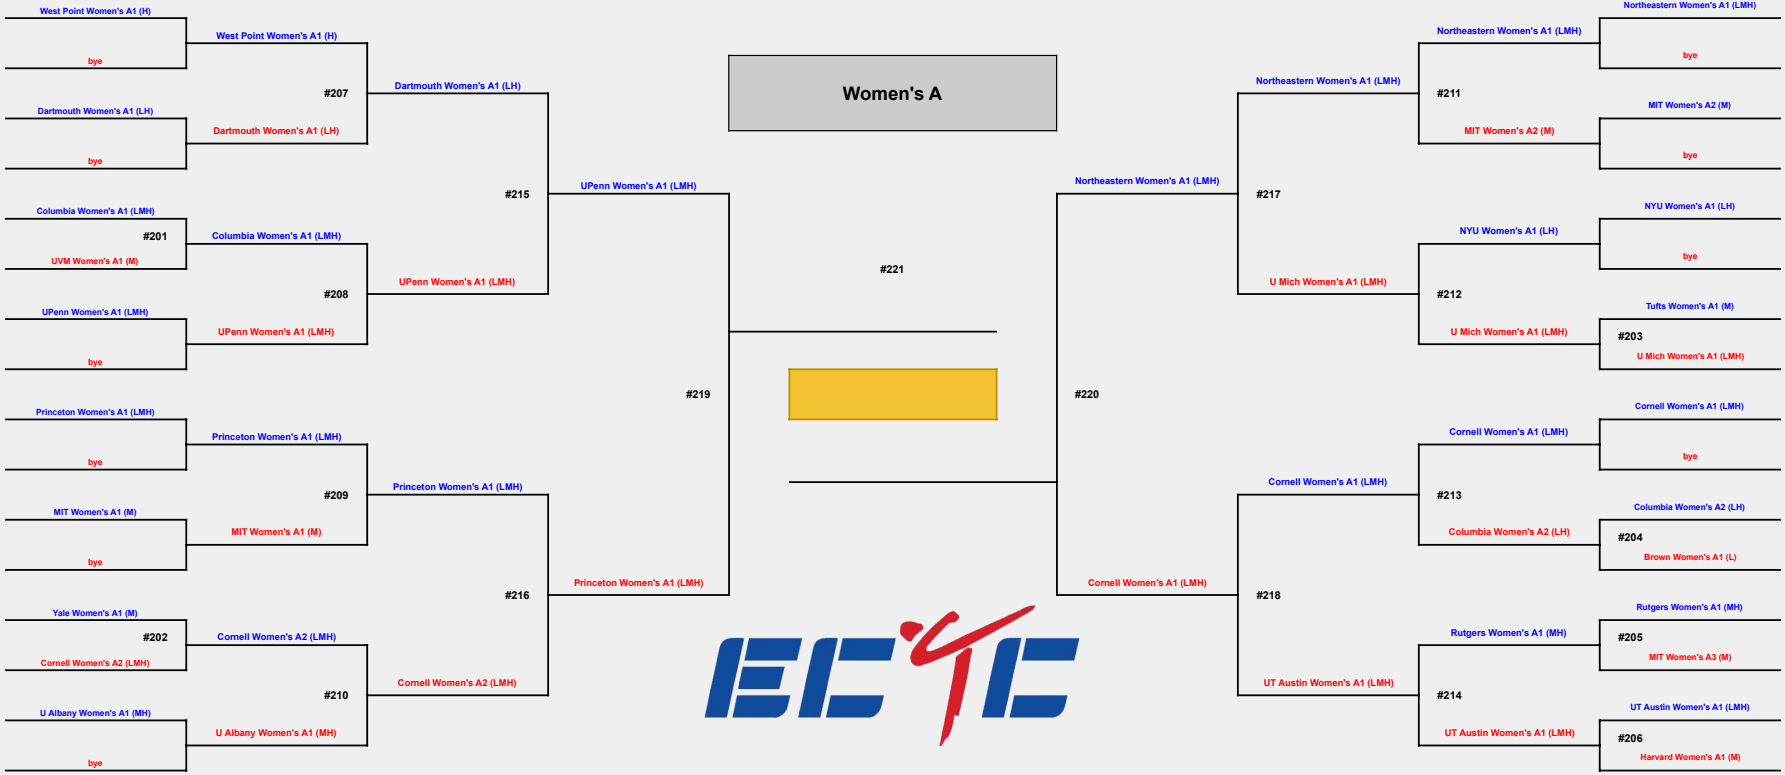 West Point Women's A1 (H)
bye
Dartmouth Women's A1 (LH)
bye
Columbia Women's A1 (LMH)
#201
UVM Women's A1 (M)
UPenn Women's A1 (LMH)
bye
Princeton Women's A1 (LMH)
bye
MIT Women's A1 (M)
bye
Yale Women's A1 (M)
#202
Cornell Women's A2 (LMH)
U Albany Women's A1 (MH)
bye
West Point Women's A1 (H)
#207
Dartmouth Women's A1 (LH)
Columbia Women's A1 (LMH)
#208
UPenn Women's A1 (LMH)
Princeton Women's A1 (LMH)
#209
MIT Women's A1 (M)
Cornell Women's A2 (LMH)
#210
U Albany Women's A1 (MH)
Dartmouth Women's A1 (LH)
#215
UPenn Women's A1 (LMH)
Princeton Women's A1 (LMH)
#216
Cornell Women's A2 (LMH)
UPenn Women's A1 (LMH)
#219
Princeton Women's A1 (LMH)
Women's A
#221
ECTC
Northeastern Women's A1 (LMH)
#220
Cornell Women's A1 (LMH)
Northeastern Women's A1 (LMH)
#217
U Mich Women's A1 (LMH)
Cornell Women's A1 (LMH)
#218
UT Austin Women's A1 (LMH)
Northeastern Women's A1 (LMH)
#211
MIT Women's A2 (M)
NYU Women's A1 (LH)
#212
U Mich Women's A1 (LMH)
Cornell Women's A1 (LMH)
#213
Columbia Women's A2 (LH)
Rutgers Women's A1 (MH)
#214
UT Austin Women's A1 (LMH)
Northeastern Women's A1 (LMH)
bye
MIT Women's A2 (M)
bye
NYU Women's A1 (LH)
bye
Tufts Women's A1 (M)
#203
U Mich Women's A1 (LMH)
Cornell Women's A1 (LMH)
bye
Columbia Women's A2 (LH)
#204
Brown Women's A1 (L)
Rutgers Women's A1 (MH)
#205
MIT Women's A3 (M)
UT Austin Women's A1 (LMH)
#206
Harvard Women's A1 (M)